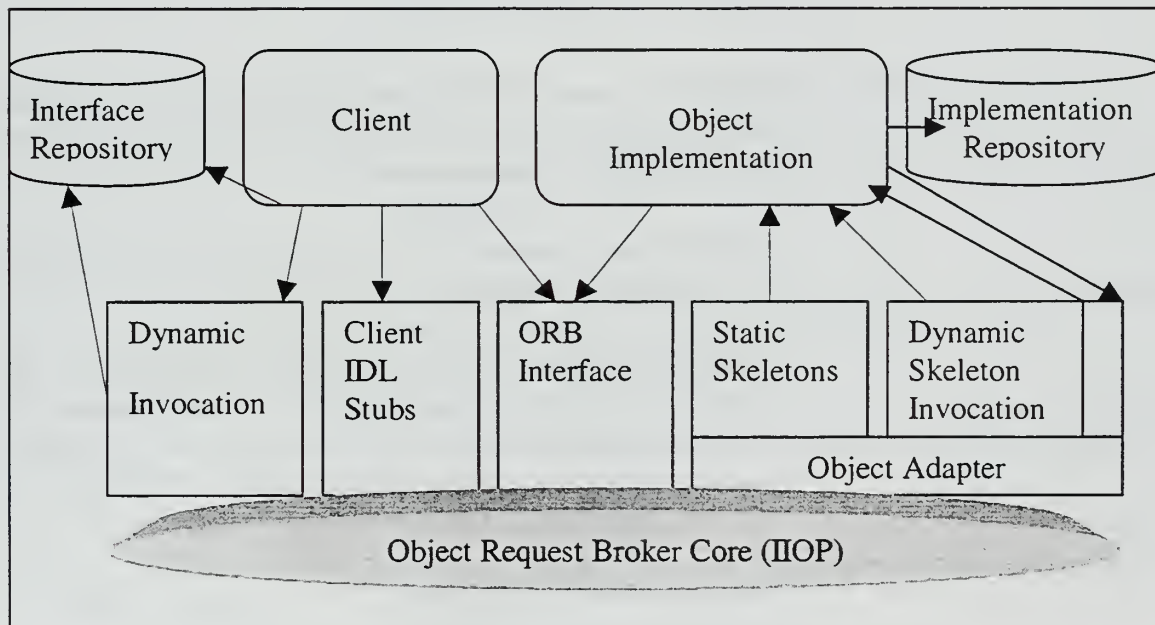 Interface
Repository
Client
Object
Implementation
Implementation
Repository
Dynamic
Invocation
Client
IDL
Stubs
ORB
Interface
Static
Skeletons
Dynamic
Skeleton
Invocation
Object Adapter
Object Request Broker Core (IIOP)